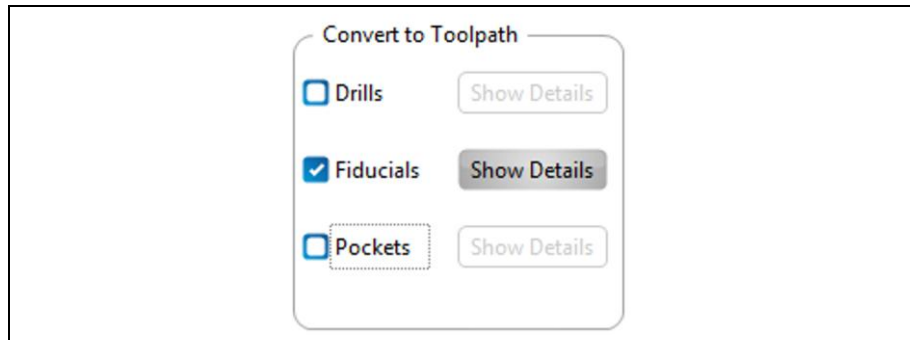 Convert to Toolpath
Drills Show Details
Fiducials Show Details
Pockets Show Details